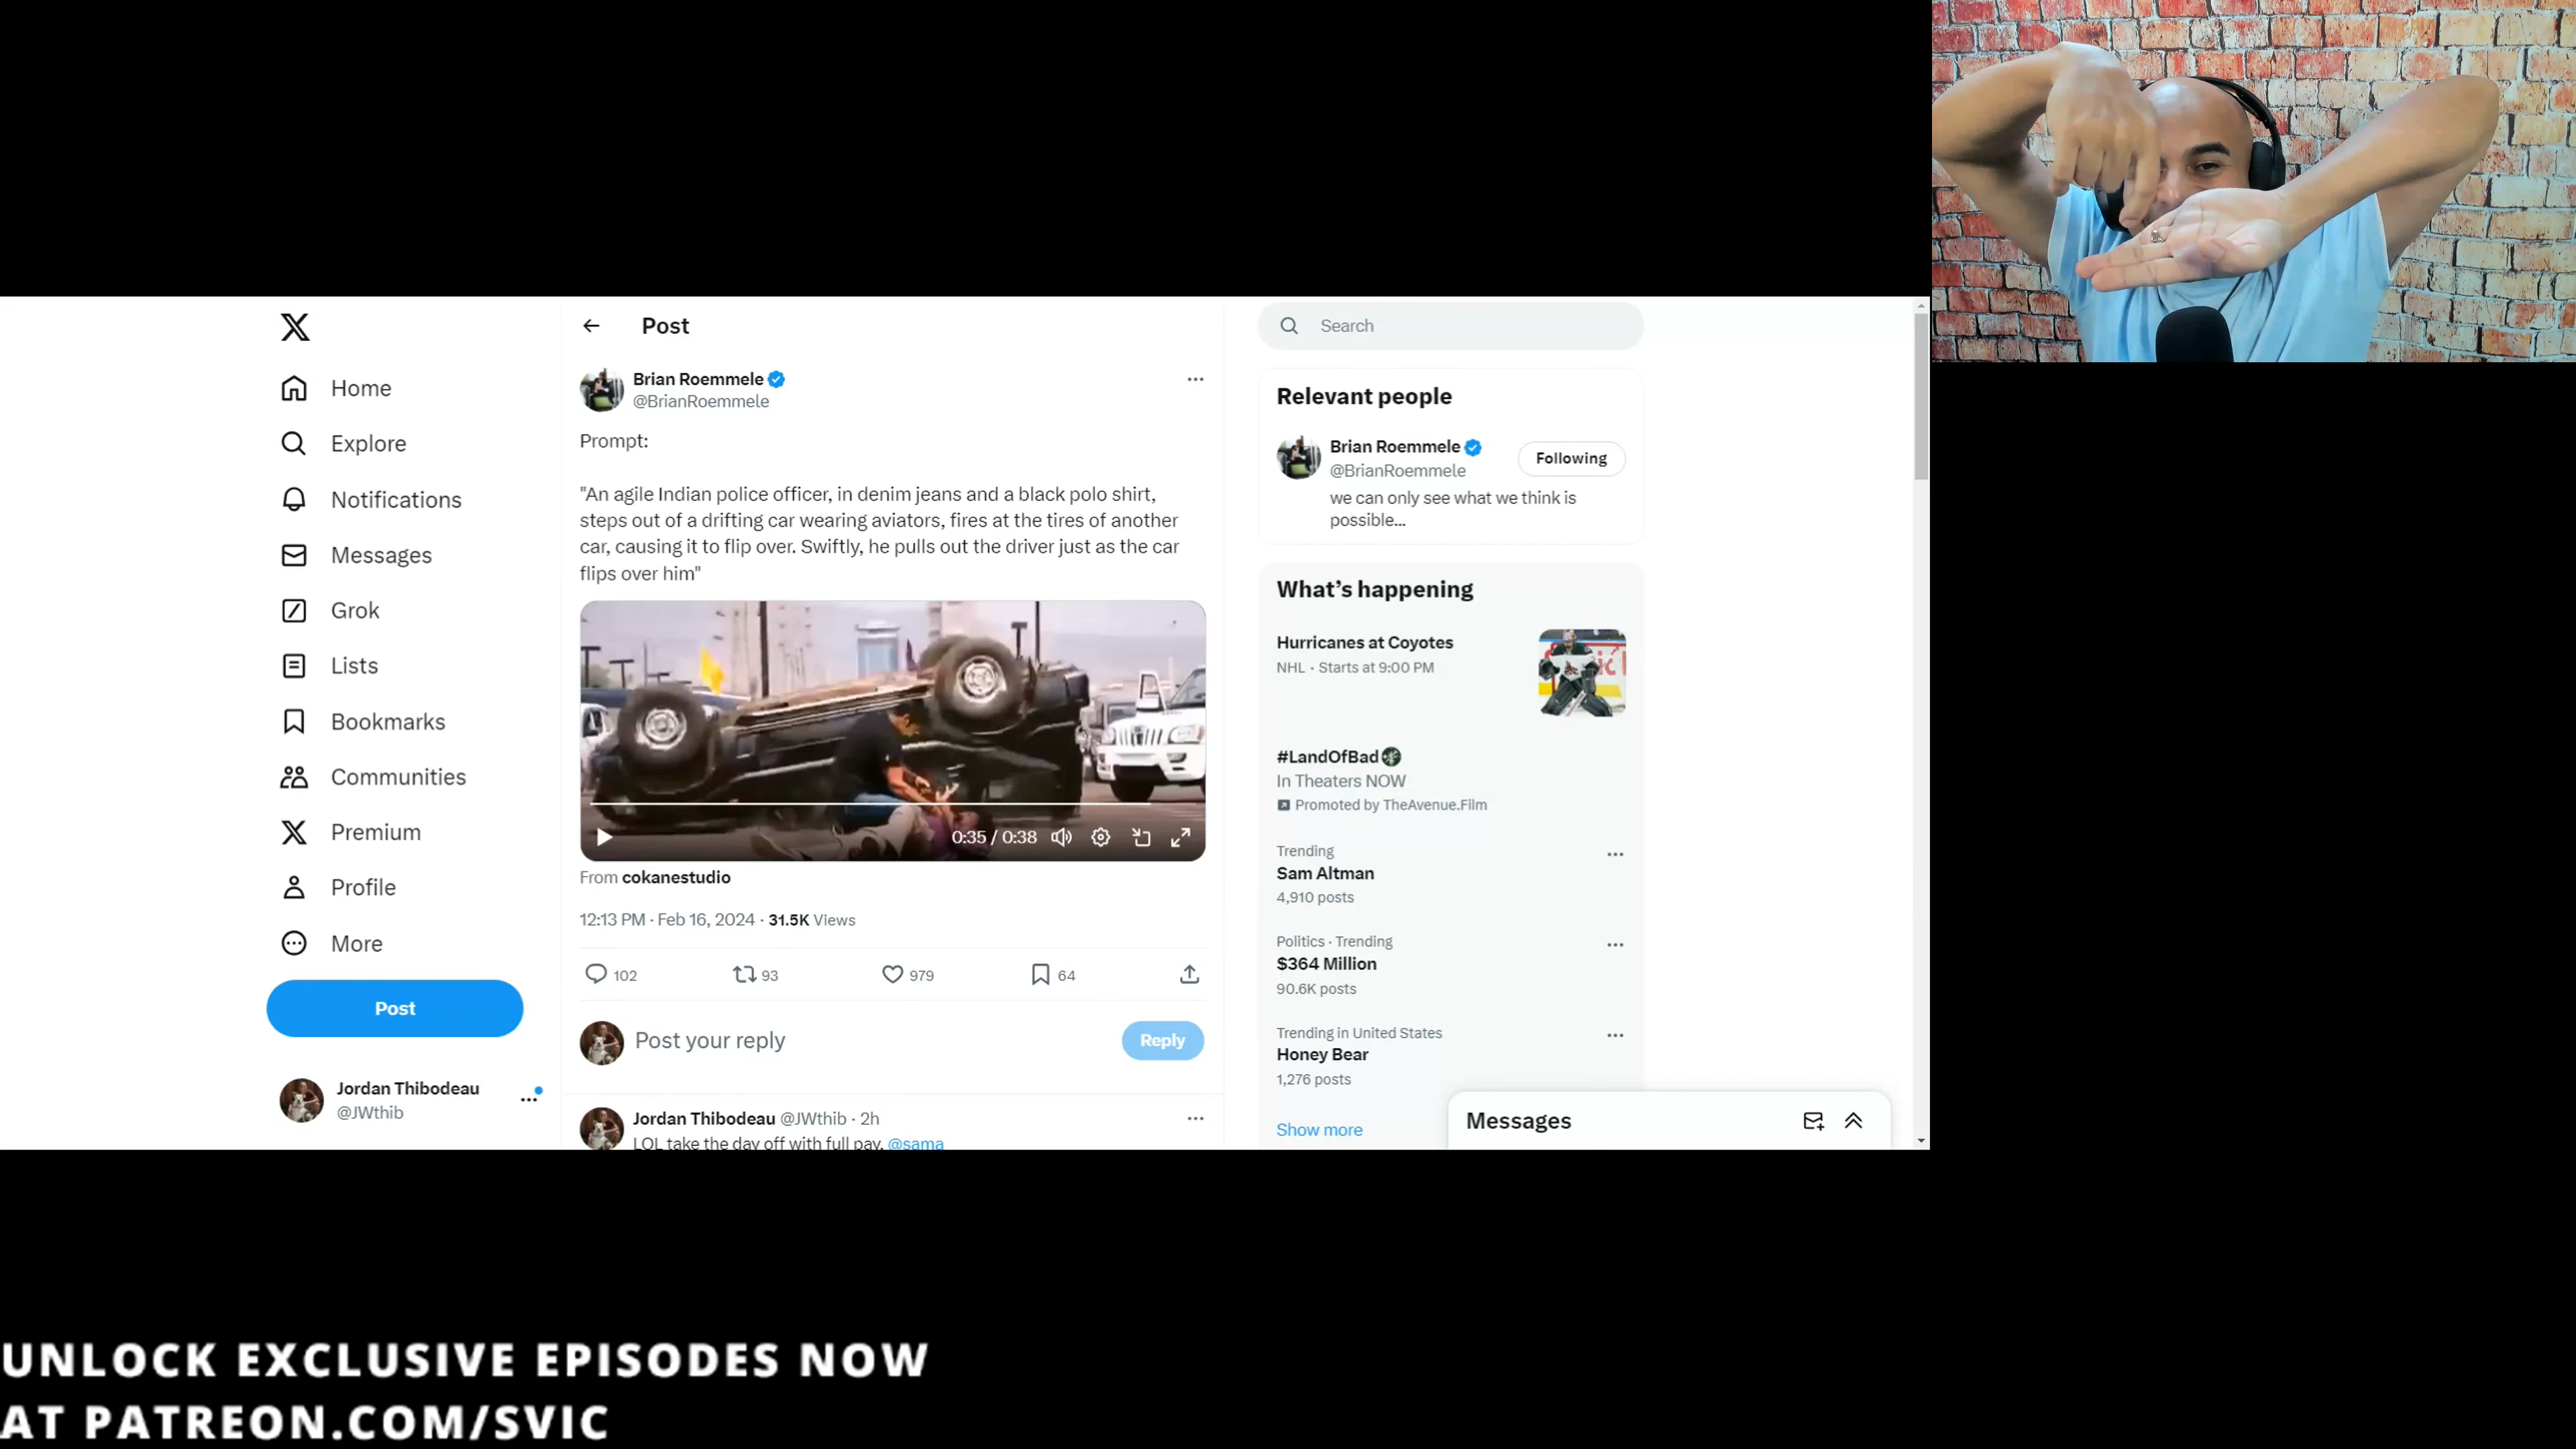 Home
Explore
Notifications
Messages
Grok
Lists
Bookmarks
Communities
Premium
Profile
More
Post
Jordan Thibodeau
@JWthib
Post
Brian Roemmele
@BrianRoemmele
Prompt:
"An agile Indian police officer, in denim jeans and a black polo shirt,
steps out of a drifting car wearing aviators, fires at the tires of another
car, causing it to flip over. Swiftly, he pulls out the driver just as the car
flips over him"
0:35 / 0:38
From cokanestudio
12:13 PM · Feb 16, 2024 · 31.5K Views
102 93 979 64
Post your reply
Reply
Jordan Thibodeau @JWthib · 2h
LOL take the day off with full pay. @sama
Search
Relevant people
Brian Roemmele
@BrianRoemmele
Following
we can only see what we think is
possible...
What's happening
Hurricanes at Coyotes
NHL · Starts at 9:00 PM
#LandOfBad
In Theaters NOW
Promoted by TheAvenue.Film
Trending
Sam Altman
4,910 posts
Politics · Trending
$364 Million
90.6K posts
Trending in United States
Honey Bear
1,276 posts
Show more
Messages
UNLOCK EXCLUSIVE EPISODES NOW
AT PATREON.COM/SVIC